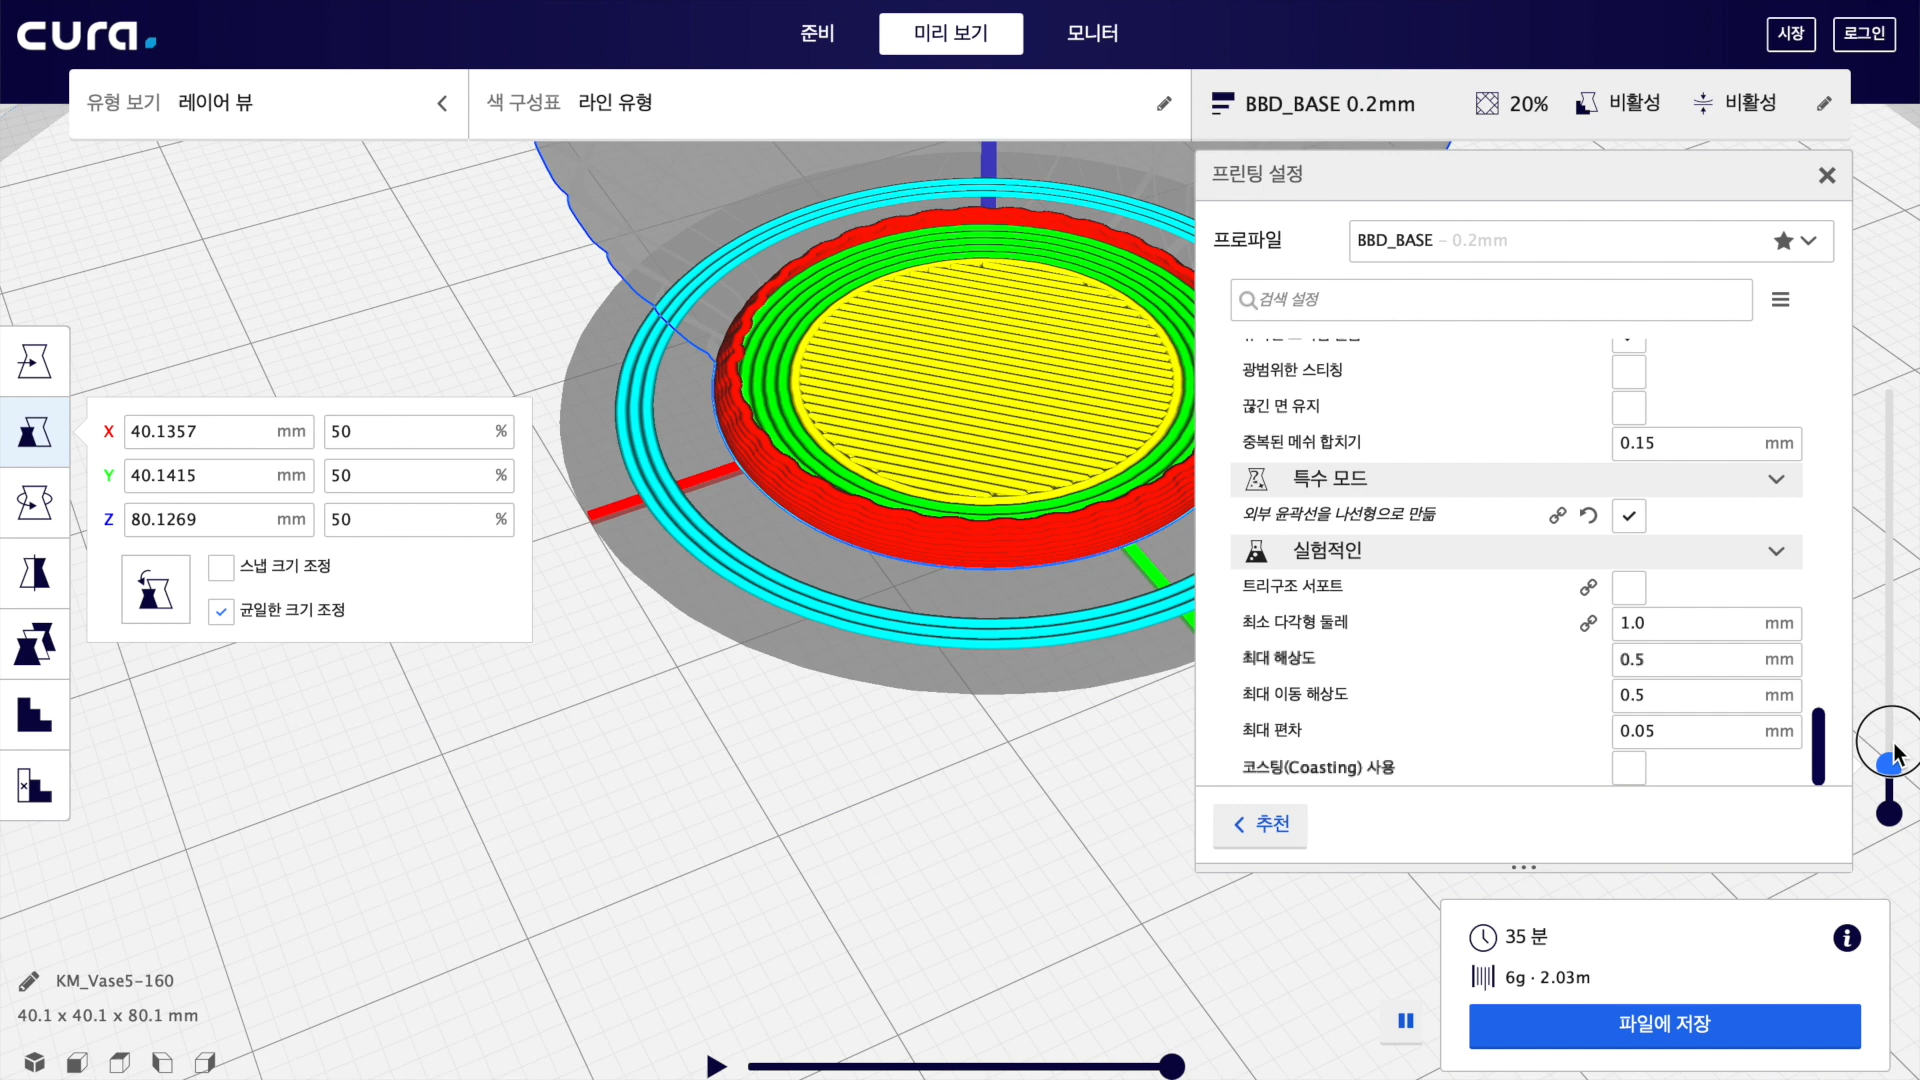 cura.
준비
미리 보기
모니터
시장
로그인
유형 보기 레이어 뷰
색 구성표 라인 유형
BBD_BASE 0.2mm
20%
비활성
비활성
프린팅 설정
프로파일
BBD_BASE - 0.2mm
검색 설정
광범위한 스티칭
끊긴 면 유지
중복된 메쉬 합치기 0.15 mm
특수 모드
외부 윤곽선을 나선형으로 만듦
실험적인
트리구조 서포트
최소 다각형 둘레 1.0 mm
최대 해상도 0.5 mm
최대 이동 해상도 0.5 mm
최대 편차 0.05 mm
코스팅(Coasting) 사용
추천
X 40.1357 mm 50 %
Y 40.1415 mm 50 %
Z 80.1269 mm 50 %
스냅 크기 조정
균일한 크기 조정
35 분
6g · 2.03m
파일에 저장
KM_Vase5-160
40.1 x 40.1 x 80.1 mm